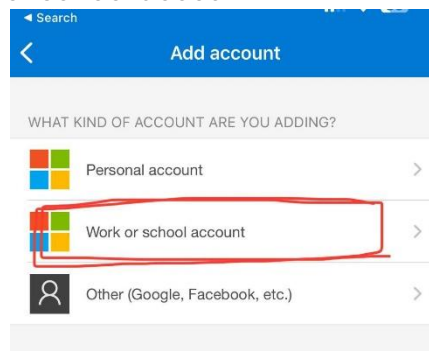 Search
Add account
WHAT KIND OF ACCOUNT ARE YOU ADDING?
Personal account
Work or school account
Other (Google, Facebook, etc.)